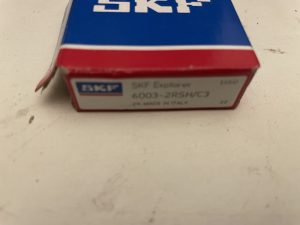 SKF
SKF
SKF Explorer
6003-2RSH/C3
MADE IN ITALY